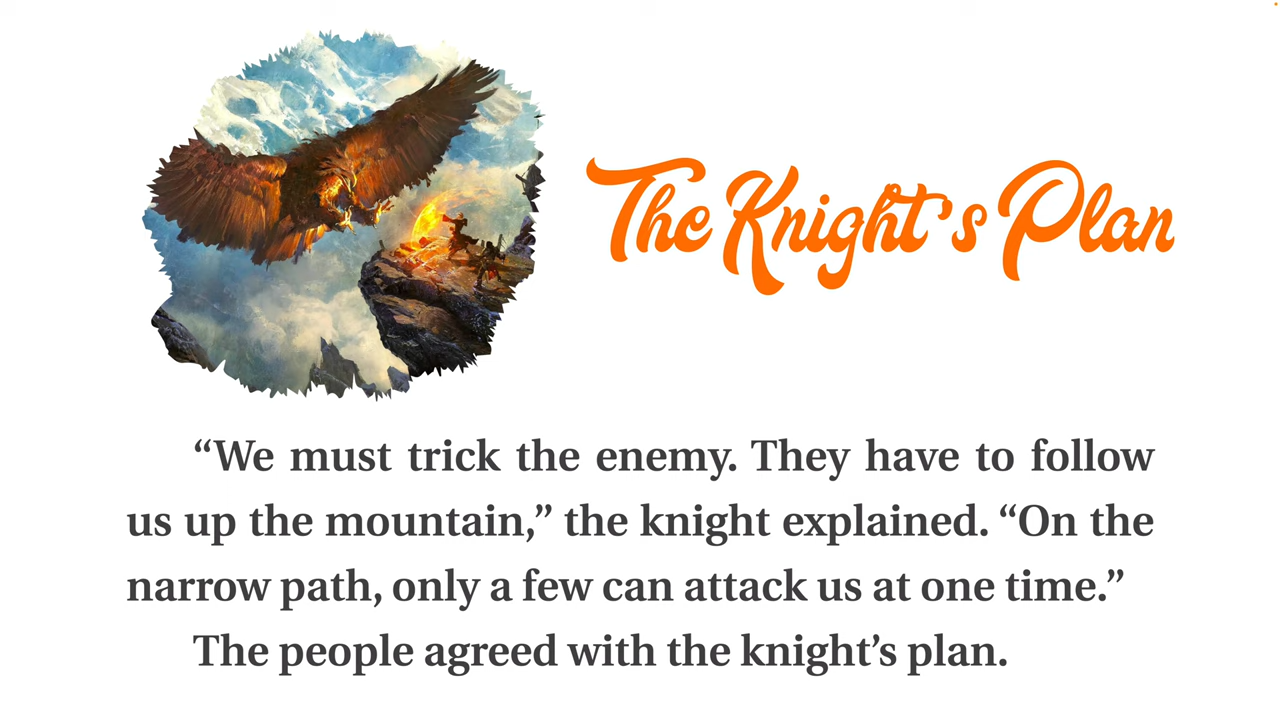 The Knight's Plan
“We must trick the enemy. They have to follow
us up the mountain,” the knight explained. “On the
narrow path, only a few can attack us at one time.”
The people agreed with the knight’s plan.